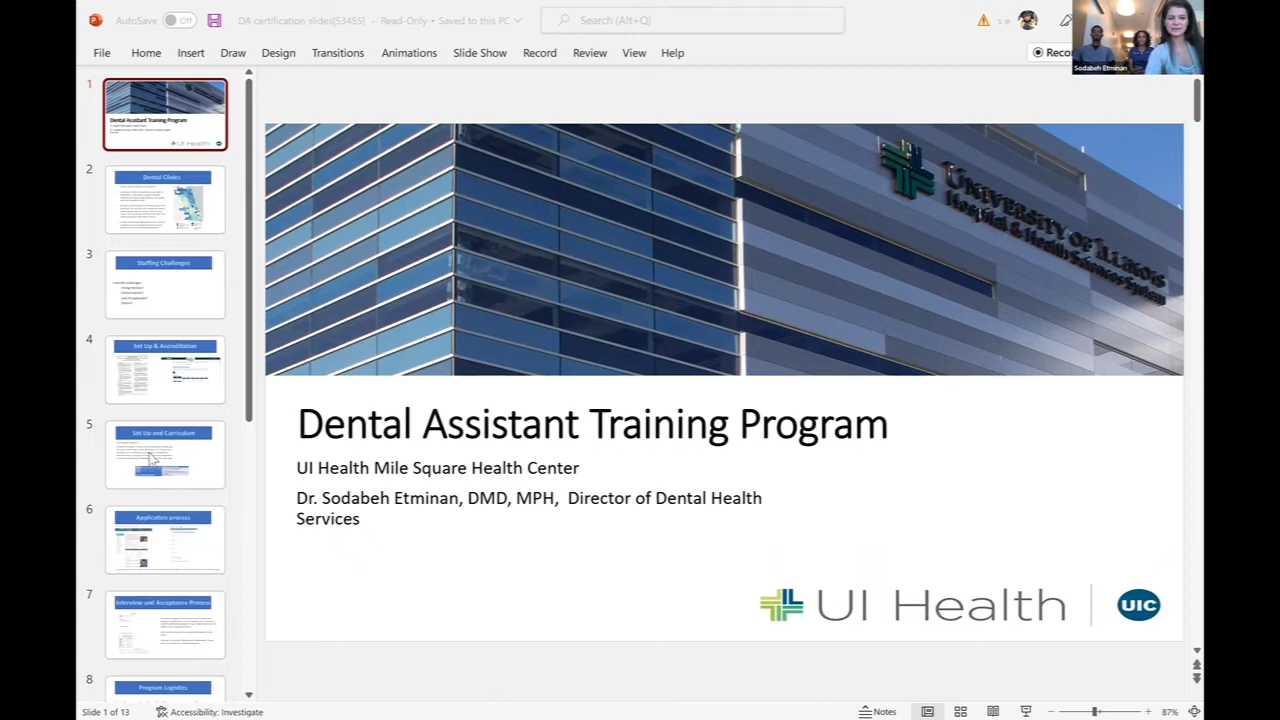 AutoSave Off DA certification slides[53455] - Read-Only • Saved to this PC Search (Alt+Q) s e
File Home Insert Draw Design Transitions Animations Slide Show Record Review View Help
Sodabeh Etminan
1
Dental Assistant Training Program
UI Health
2
Dental Clinics
3
Staffing Challenges
4
Set Up & Accreditation
5
Set Up and Curriculum
6
Application process
7
Interview and Acceptance Process
8
Program Logistics
UNIVERSITY OF ILLINOIS
Hospital & Health Sciences System
Dental Assistant Training Program
UI Health Mile Square Health Center
Dr. Sodabeh Etminan, DMD, MPH, Director of Dental Health
Services
UI Health UIC
Slide 1 of 13 Accessibility: Investigate Notes 87%